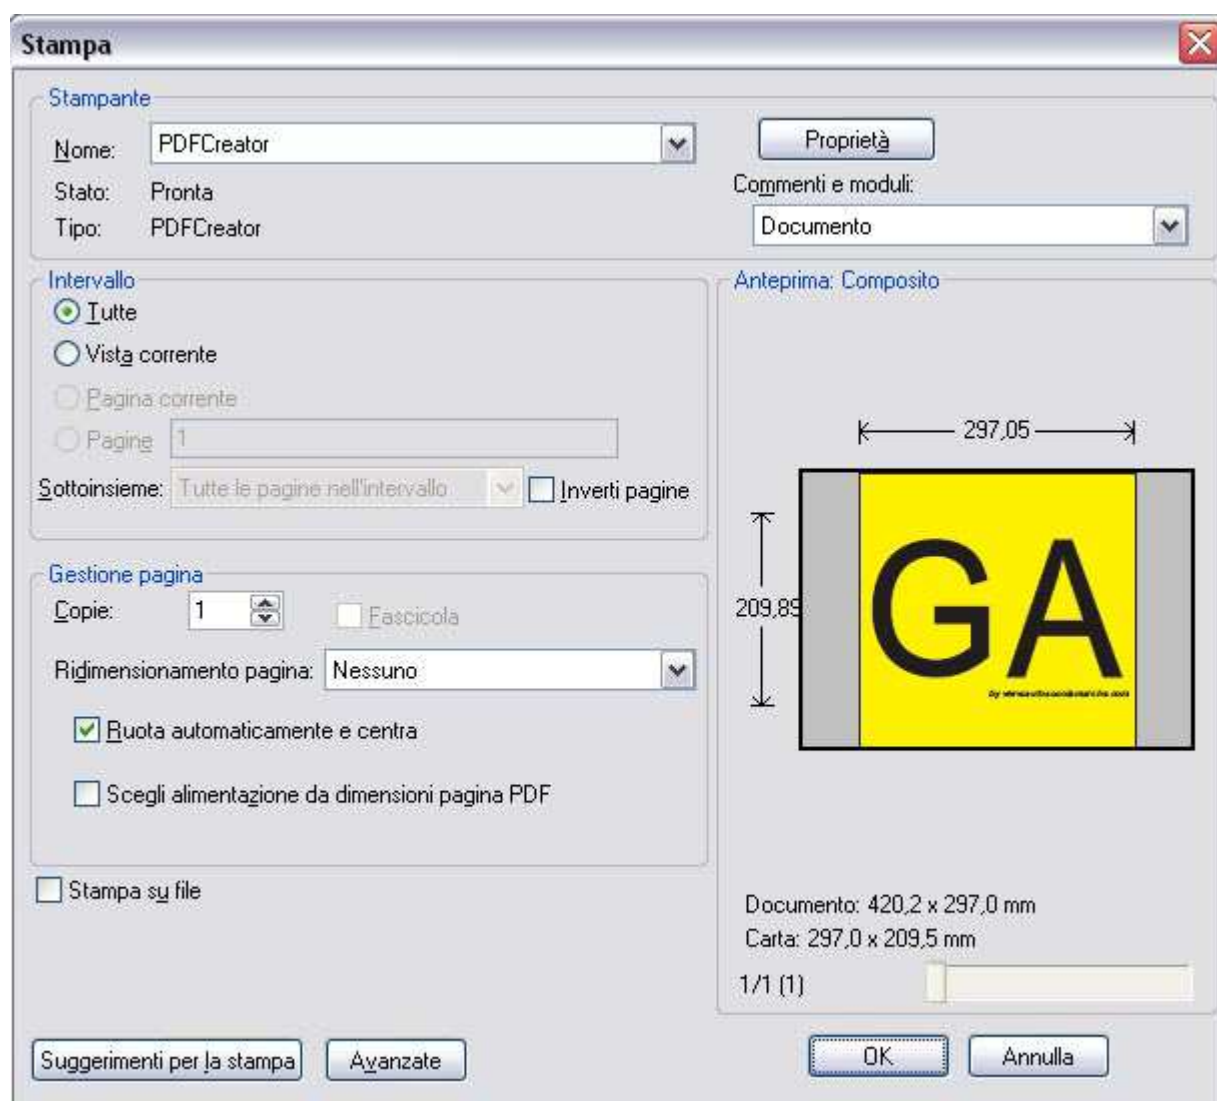 Stampa
Stampante
Nome: PDFCreator
Proprietà
Stato: Pronta
Commenti e moduli:
Tipo: PDFCreator
Documento
Intervallo
Tutte
Vista corrente
Pagina corrente
Pagine 1
Sottoinsieme: Tutte le pagine nell'intervallo
Inverti pagine
Gestione pagina
Copie: 1
Fascicola
Ridimensionamento pagina: Nessuno
Ruota automaticamente e centra
Scegli alimentazione da dimensioni pagina PDF
Stampa su file
Anteprima: Composito
297,05
209,89
GA
Documento: 420,2 x 297,0 mm
Carta: 297,0 x 209,5 mm
1/1 (1)
Suggerimenti per la stampa
Avanzate
OK
Annulla